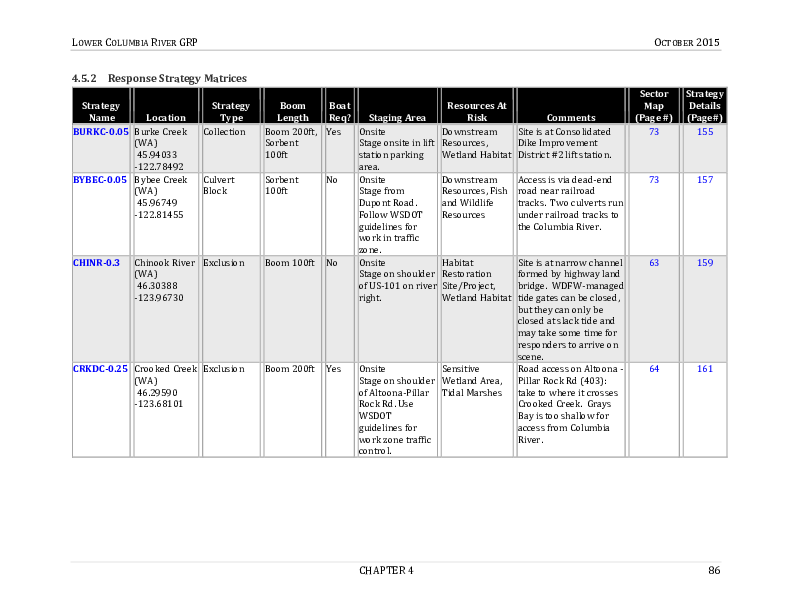 LOWER COLUMBIA RIVER GRP
OCTOBER 2015
4.5.2 Response Strategy Matrices
Strategy Name
Location
Strategy Type
Boom Length
Boat Req?
Staging Area
Resources At Risk
Comments
Sector Map (Page #)
Strategy Details (Page#)
BURKC-0.05
Burke Creek
(WA)
45.94033
-122.78492
Collection
Boom 200ft,
Sorbent
100ft
Yes
Onsite
Stage onsite in lift
station parking
area.
Downstream
Resources,
Wetland Habitat
Site is at Consolidated
Dike Improvement
District #2 lift station.
73
155
BYBEC-0.05
Bybee Creek
(WA)
45.96749
-122.81455
Culvert
Block
Sorbent
100ft
No
Onsite
Stage from
Dupont Road.
Follow WSDOT
guidelines for
work in traffic
zone.
Downstream
Resources, Fish
and Wildlife
Resources
Access is via dead-end
road near railroad
tracks. Two culverts run
under railroad tracks to
the Columbia River.
73
157
CHINR-0.3
Chinook River
(WA)
46.30388
-123.96730
Exclusion
Boom 100ft
No
Onsite
Stage on shoulder
of US-101 on river
right.
Habitat
Restoration
Site/Project,
Wetland Habitat
Site is at narrow channel
formed by highway land
bridge. WDFW-managed
tide gates can be closed,
but they can only be
closed at slack tide and
may take some time for
responders to arrive on
scene.
63
159
CRKDC-0.25
Crooked Creek
(WA)
46.29590
-123.68101
Exclusion
Boom 200ft
Yes
Onsite
Stage on shoulder
of Altoona-Pillar
Rock Rd. Use
WSDOT
guidelines for
work zone traffic
control.
Sensitive
Wetland Area,
Tidal Marshes
Road access on Altoona -
Pillar Rock Rd (403):
take to where it crosses
Crooked Creek. Grays
Bay is too shallow for
access from Columbia
River.
64
161
CHAPTER 4
86